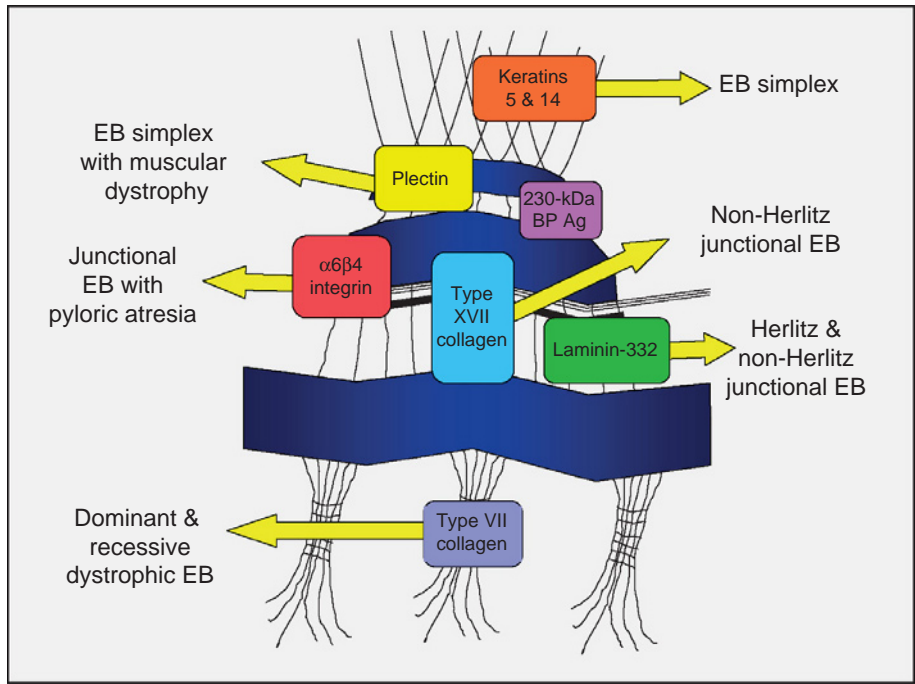 Keratins
5 & 14
EB simplex
EB simplex
with muscular
dystrophy
Plectin
230-kDa
BP Ag
Non-Herlitz
junctional EB
Junctional
EB with
pyloric atresia
α6β4
integrin
Type
XVII
collagen
Laminin-332
Herlitz &
non-Herlitz
junctional EB
Dominant &
recessive
dystrophic EB
Type VII
collagen